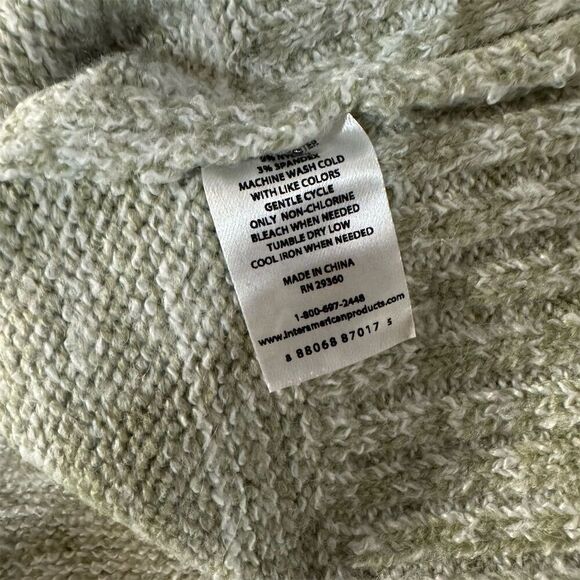 3% SPANDEX
MACHINE WASH COLD
WITH LIKE COLORS
GENTLE CYCLE
ONLY NON-CHLORINE
BLEACH WHEN NEEDED
TUMBLE DRY LOW
COOL IRON WHEN NEEDED
MADE IN CHINA
RN 29360
1-800-697-2448
www.interamericanproducts.com
8 88068 87017 5